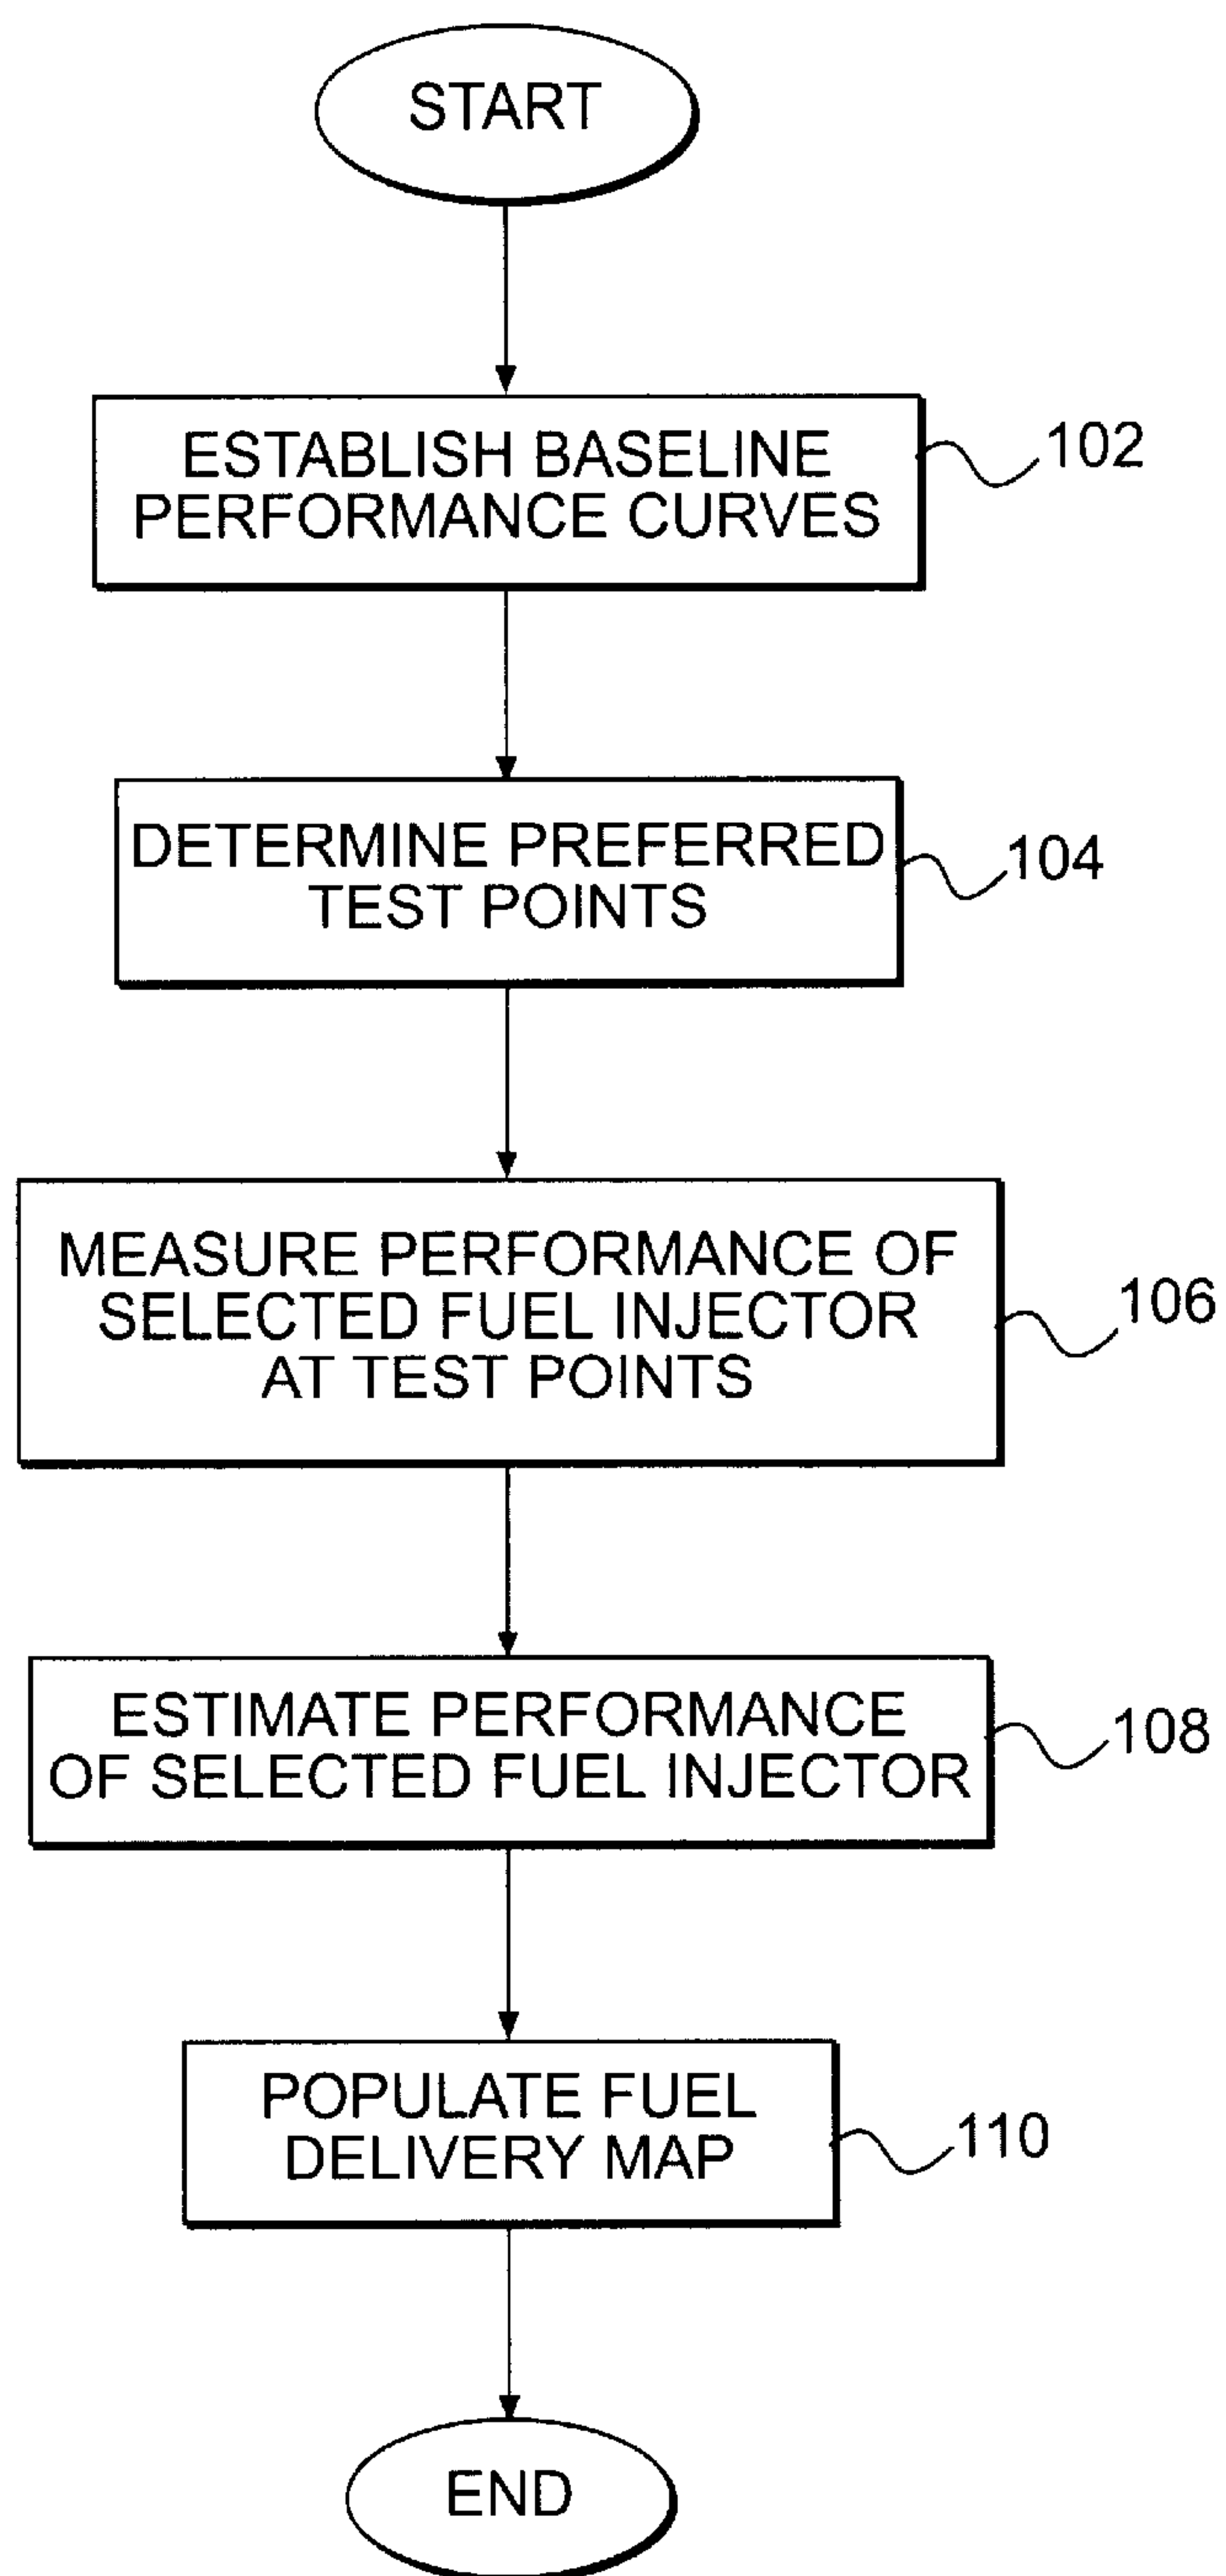 START
ESTABLISH BASELINE
PERFORMANCE CURVES
102
DETERMINE PREFERRED
TEST POINTS
104
MEASURE PERFORMANCE OF
SELECTED FUEL INJECTOR
AT TEST POINTS
106
ESTIMATE PERFORMANCE
OF SELECTED FUEL INJECTOR
108
POPULATE FUEL
DELIVERY MAP
110
END